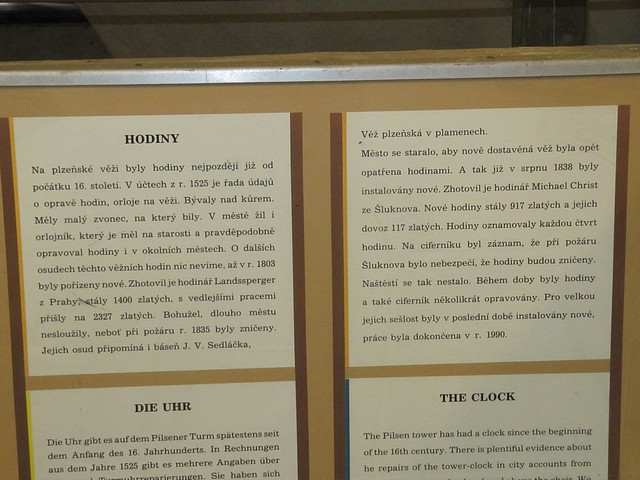 HODINY
Na plzeňské věži byly hodiny nejpozději již od
počátku 16. století. V účtech z r. 1525 je řada údajů
o opravě hodin, orloje na věži. Bývaly nad kůrem.
Měly malý zvonec, na který bily. V městě žil i
orlojník, který je měl na starosti a pravděpodobně
opravoval hodiny i v okolních městech. O dalších
osudech těchto věžních hodin nic nevíme, až v r. 1803
byly pořízeny nové. Zhotovil je hodinář Landssperger
z Prahy, stály 1400 zlatých, s vedlejšími pracemi
přišly na 2327 zlatých. Bohužel, dlouho městu
nesloužily, neboť při požáru r. 1835 byly zničeny.
Jejich osud připomíná i báseň J. V. Sedláčka,
Věž plzeňská v plamenech.
Město se staralo, aby nově dostavěná věž byla opět
opatřena hodinami. A tak již v srpnu 1838 byly
instalovány nové. Zhotovil je hodinář Michael Christ
ze Šluknova. Nové hodiny stály 917 zlatých a jejich
dovoz 117 zlatých. Hodiny oznamovaly každou čtvrt
hodinu. Na ciferníku byl záznam, že při požáru
Šluknova bylo nebezpečí, že hodiny budou zničeny.
Naštěstí se tak nestalo. Během doby byly hodiny
a také ciferník několikrát opravovány. Pro velkou
jejich sešlost byly v poslední době instalovány nové,
práce byla dokončena v r. 1990.
DIE UHR
Die Uhr gibt es auf dem Pilsener Turm spätestens seit
dem Anfang des 16. Jahrhunderts. In Rechnungen
aus dem Jahre 1525 gibt es mehrere Angaben über
Turmuhrreparierungen. Sie haben sich
THE CLOCK
The Pilsen tower has had a clock since the beginning
of the 16th century. There is plentiful evidence about
he repairs of the tower-clock in city accounts from